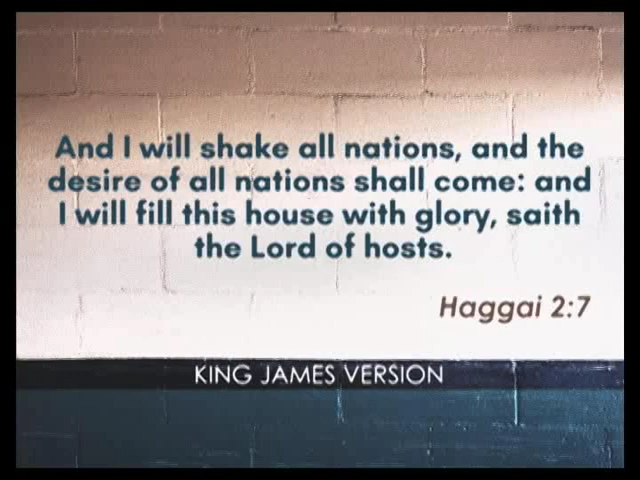 And I will shake all nations, and the
desire of all nations shall come: and
I will fill this house with glory, saith
the Lord of hosts.
Haggai 2:7
KING JAMES VERSION